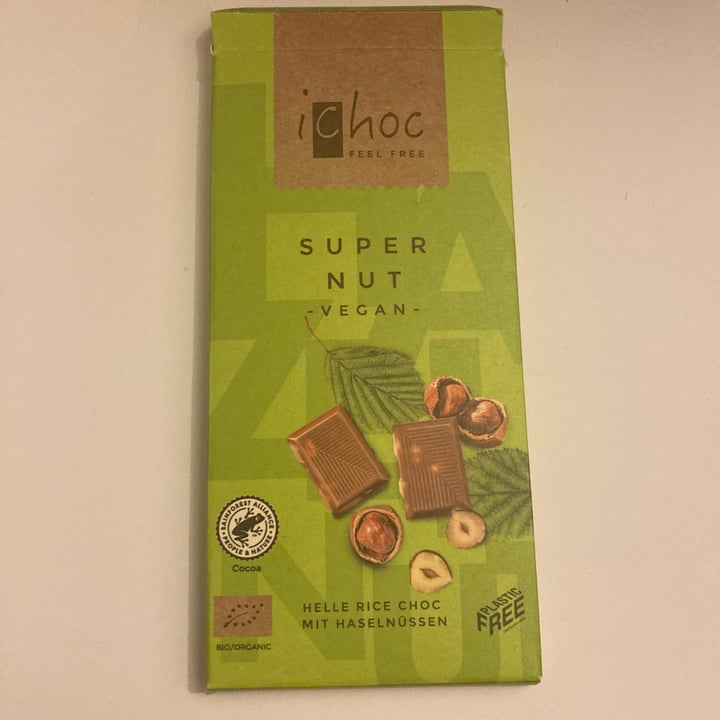 ichoc
FEEL FREE
SUPER
NUT
-VEGAN-
RAINFOREST ALLIANCE
PEOPLE & NATURE
Cocoa
HELLE RICE CHOC
MIT HASELNÜSSEN
PLASTIC
FREE
BIO/ORGANIC